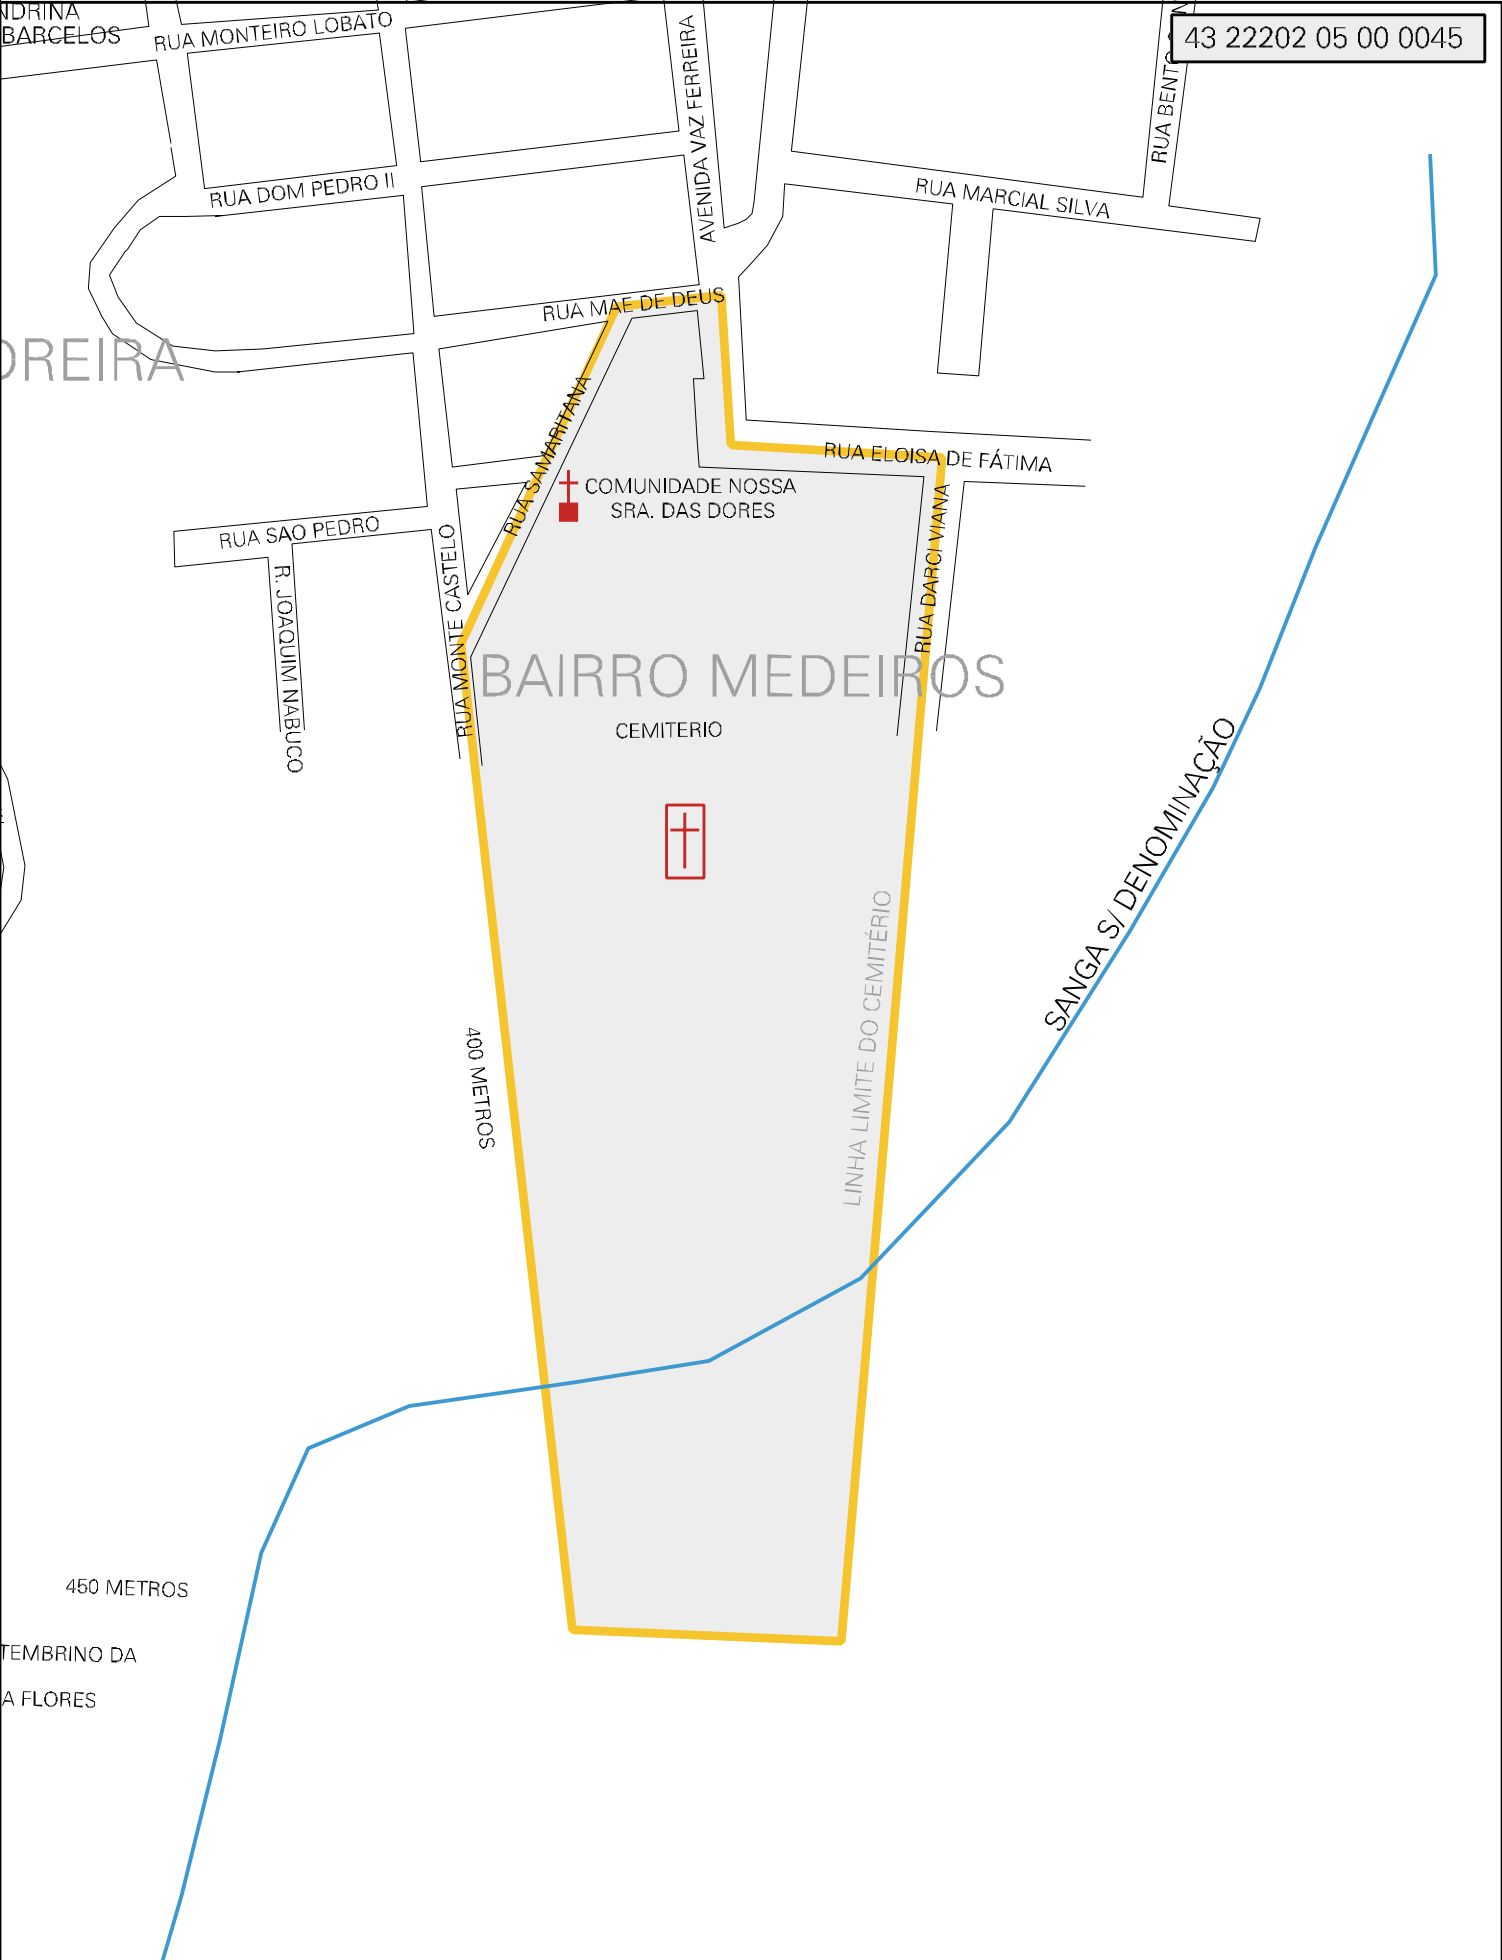 NDRINA
BARCELOS
RUA MONTEIRO LOBATO
AVENIDA VAZ FERREIRA
43 22202 05 00 0045
RUA DOM PEDRO II
RUA MARCIAL SILVA
RUA MAE DE DEUS
DREIRA
RUA SAMARITANA
RUA ELOISA DE FÁTIMA
COMUNIDADE NOSSA
SRA. DAS DORES
RUA SAO PEDRO
R. JOAQUIM NABUCO
RUA MONTE CASTELO
RUA DARCI VIANA
BAIRRO MEDEIROS
CEMITERIO
SANGA S/ DENOMINAÇÃO
LINHA LIMITE DO CEMITÉRIO
400 METROS
450 METROS
TEMBRINO DA
A FLORES